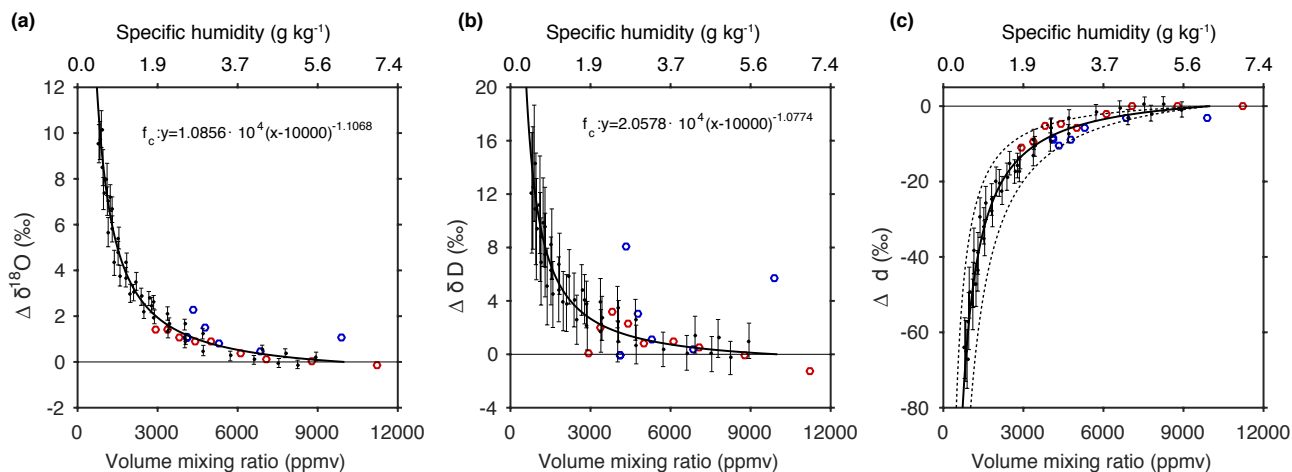 (a)
Specific humidity (g kg⁻¹)
0.0 1.9 3.7 5.6 7.4
12
10
8
6
4
2
0
-2
Δ δ¹⁸O (‰)
f_c:y=1.0856· 10⁴(x-10000)^-1.1068
0 3000 6000 9000 12000
Volume mixing ratio (ppmv)
(b)
Specific humidity (g kg⁻¹)
0.0 1.9 3.7 5.6 7.4
20
16
12
8
4
0
-4
Δ δ D (‰)
f_c:y=2.0578· 10⁴(x-10000)^-1.0774
0 3000 6000 9000 12000
Volume mixing ratio (ppmv)
(c)
Specific humidity (g kg⁻¹)
0.0 1.9 3.7 5.6 7.4
0
-20
-40
-60
-80
Δ d (‰)
0 3000 6000 9000 12000
Volume mixing ratio (ppmv)